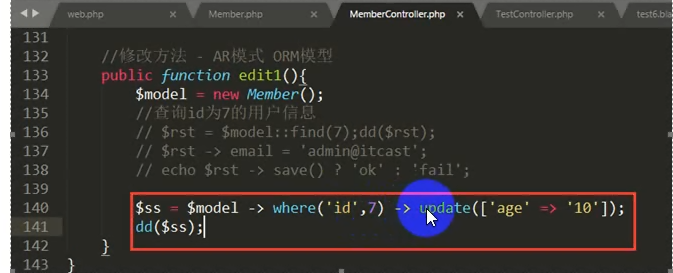 web.php × Member.php × MemberController.php × TestController.php × test6.bla
131
132 //修改方法 - AR模式 ORM模型
133 public function edit1(){
134 $model = new Member();
135 //查询id为7的用户信息
136 // $rst = $model::find(7);dd($rst);
137 // $rst -> email = 'admin@itcast';
138 // echo $rst -> save() ? 'ok' : 'fail';
139
140 $ss = $model -> where('id',7) -> update(['age' => '10']);
141 dd($ss);
142 }
143 }